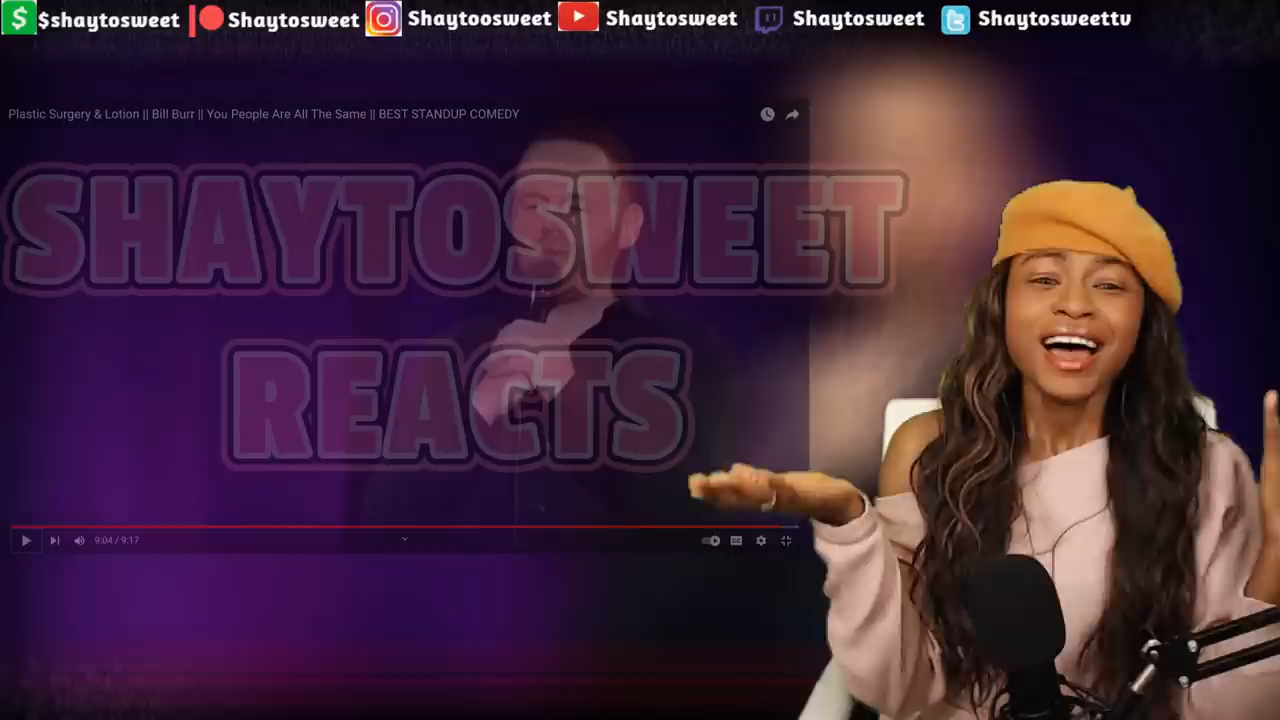 $shaytosweet Shaytosweet Shaytoosweet Shaytosweet Shaytosweet Shaytosweettv
Plastic Surgery & Lotion || Bill Burr || You People Are All The Same || BEST STANDUP COMEDY
SHAYTOSWEET
REACTS
9:04 / 9:17